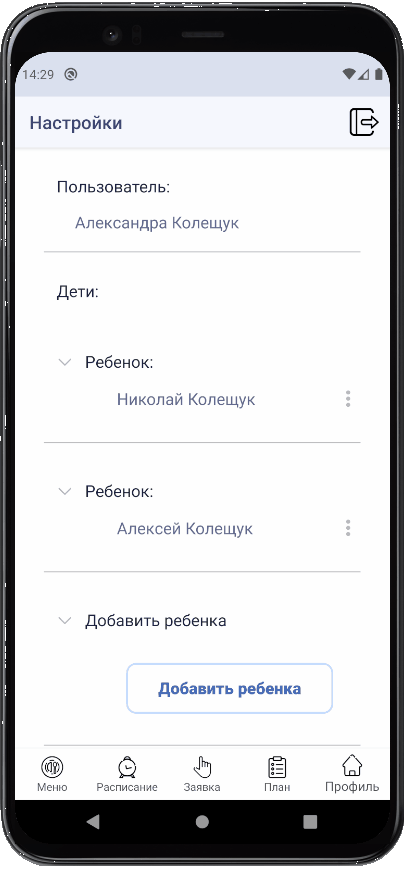 14:29
Настройки
Пользователь:
Александра Колещук
Дети:
Ребенок:
Николай Колещук
Ребенок:
Алексей Колещук
Добавить ребенка
Добавить ребенка
Меню
Расписание
Заявка
План
Профиль